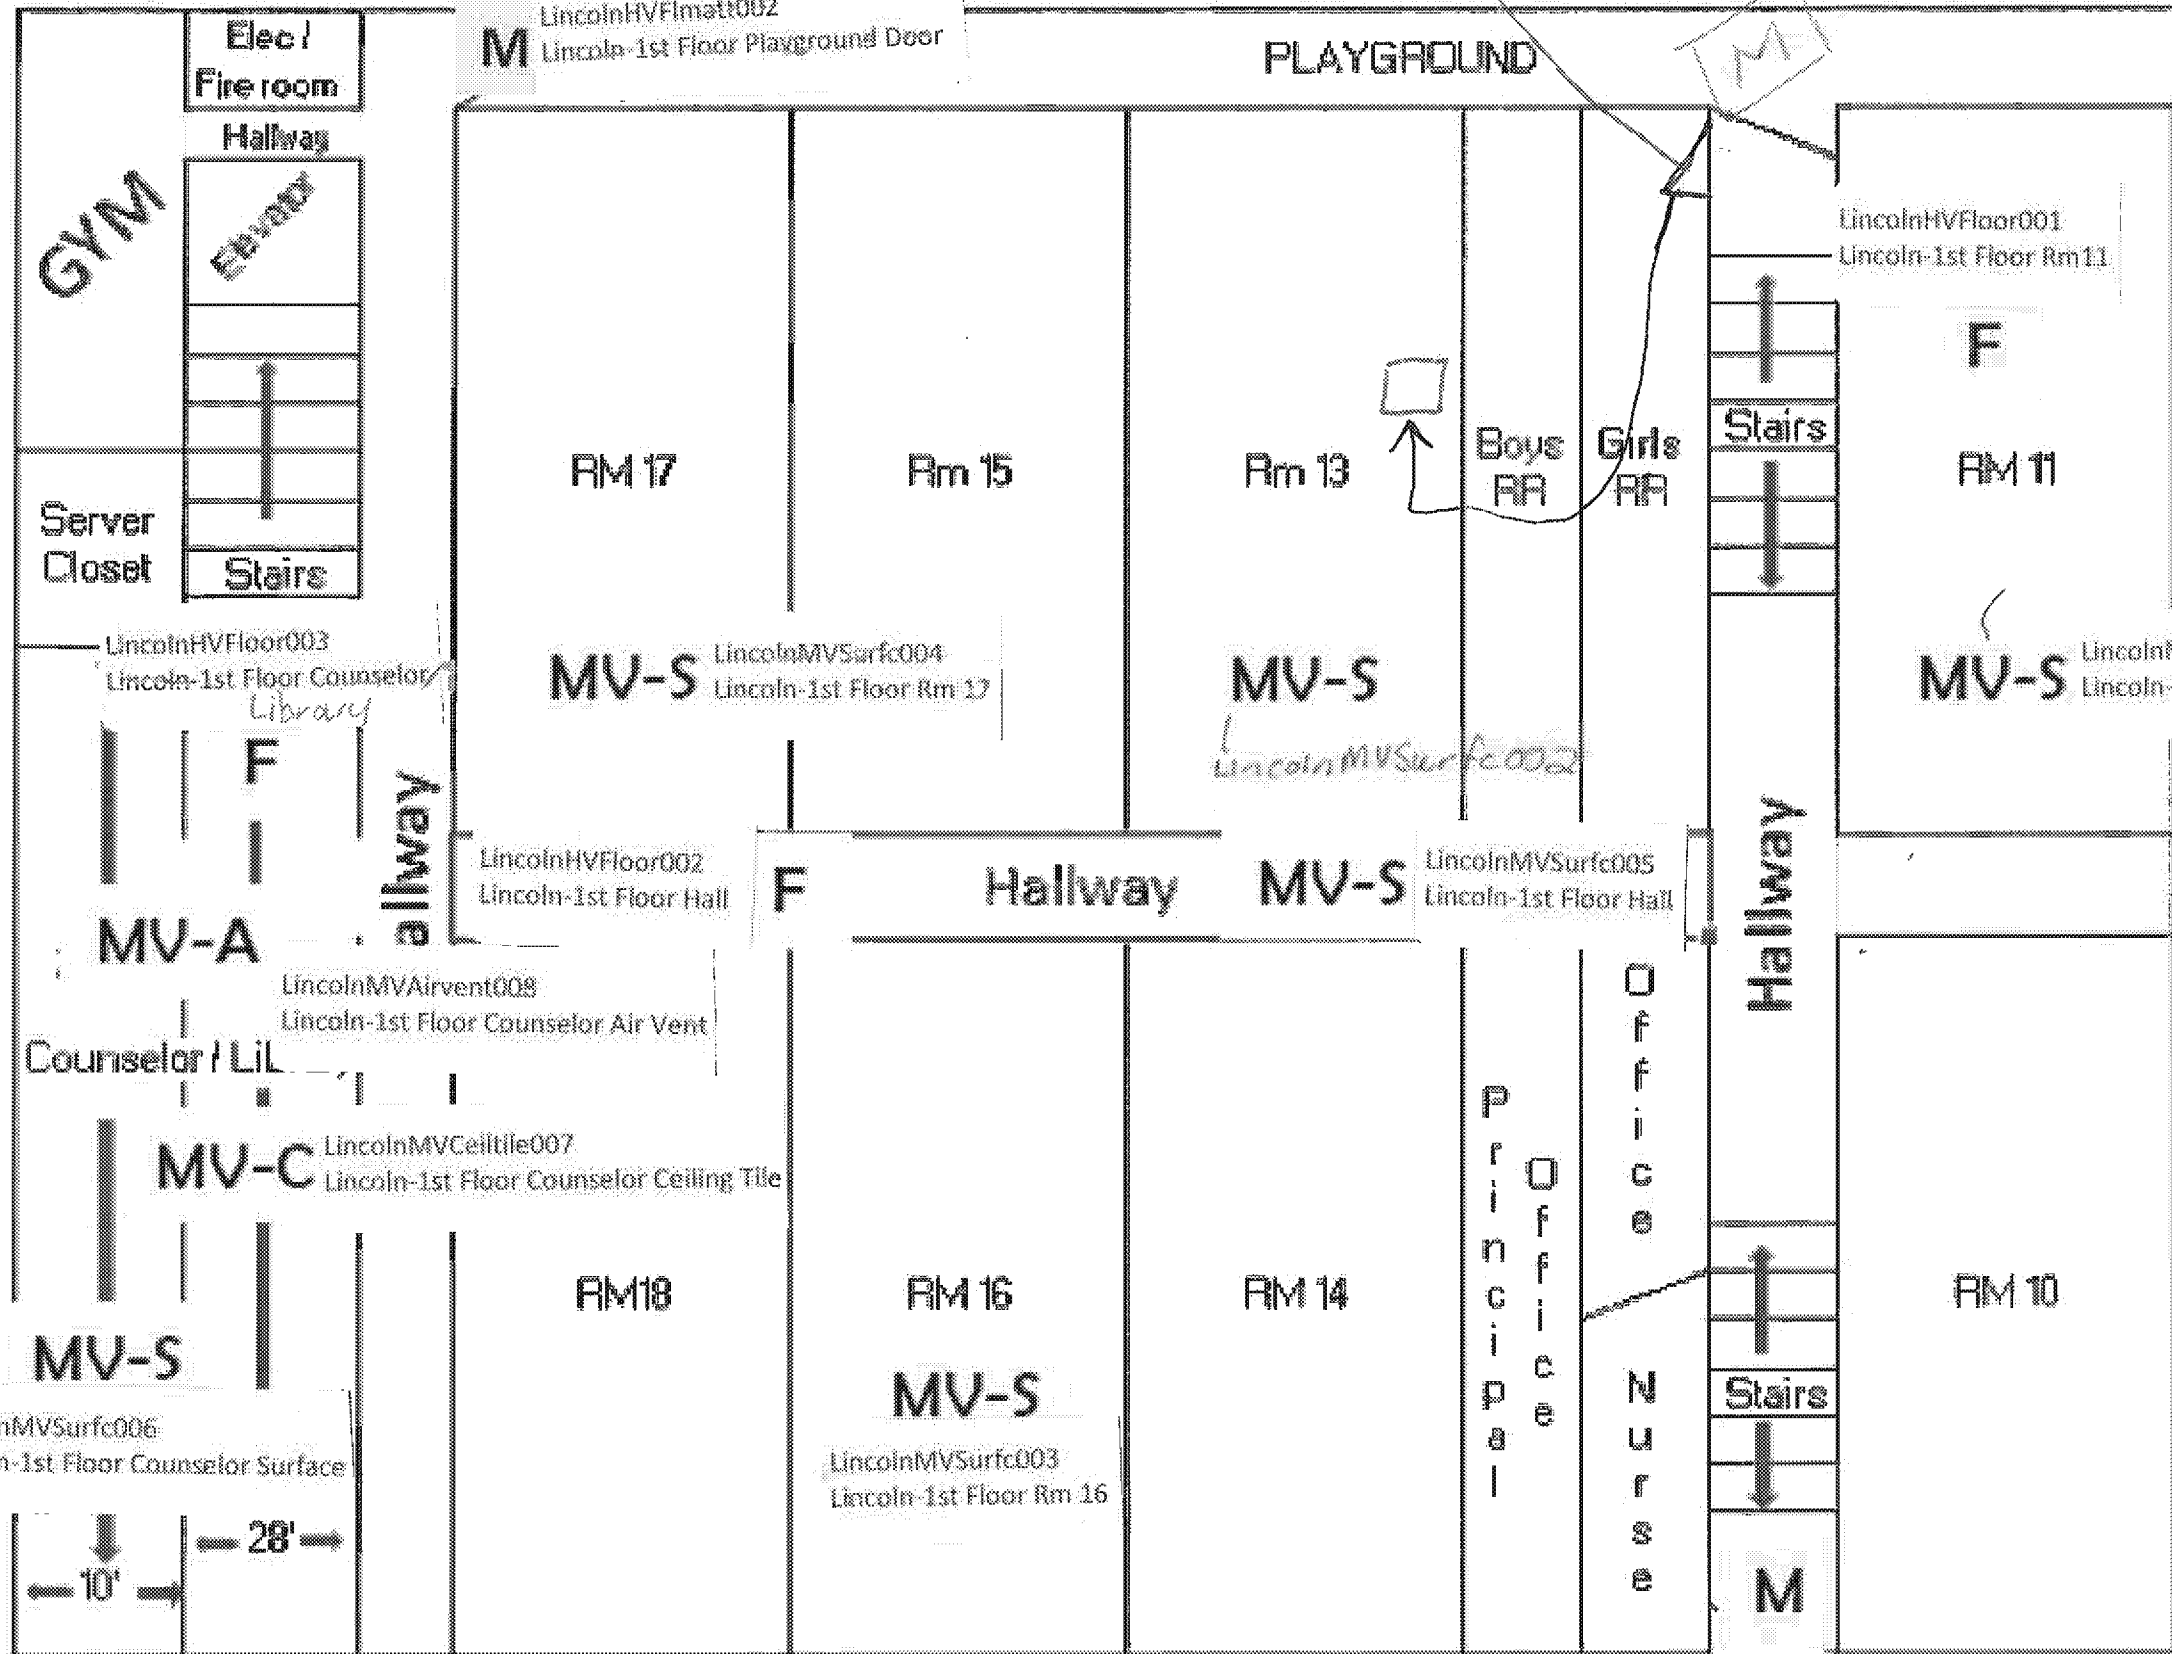 Elec /
Fire room
M
LincolnHVFlmatt002
Lincoln-1st Floor Playground Door
PLAYGROUND
M
Hallway
Elevator
GYM
LincolnHVFloor001
Lincoln-1st Floor Rm11
F
Stairs
RM 17
Rm 15
Rm 13
Boys
RR
Girls
RR
RM 11
Server
Closet
Stairs
LincolnHVFloor003
Lincoln-1st Floor Counselor/
Library
F
MV-S
LincolnMVSurfc004
Lincoln-1st Floor Rm 17
MV-S
LincolnMVSurfc002
MV-S
Lincoln-
allway
LincolnHVFloor002
Lincoln-1st Floor Hall
F
Hallway
MV-S
LincolnMVSurfc005
Lincoln-1st Floor Hall
Hallway
MV-A
LincolnMVAirvent008
Lincoln-1st Floor Counselor Air Vent
Counselor / Lib
MV-C
LincolnMVCeiltile007
Lincoln-1st Floor Counselor Ceiling Tile
Office
Principal
Office
RM18
RM 16
RM 14
RM 10
MV-S
nMVSurfc006
n-1st Floor Counselor Surface
MV-S
LincolnMVSurfc003
Lincoln-1st Floor Rm 16
Nurse
Stairs
28'
10'
M